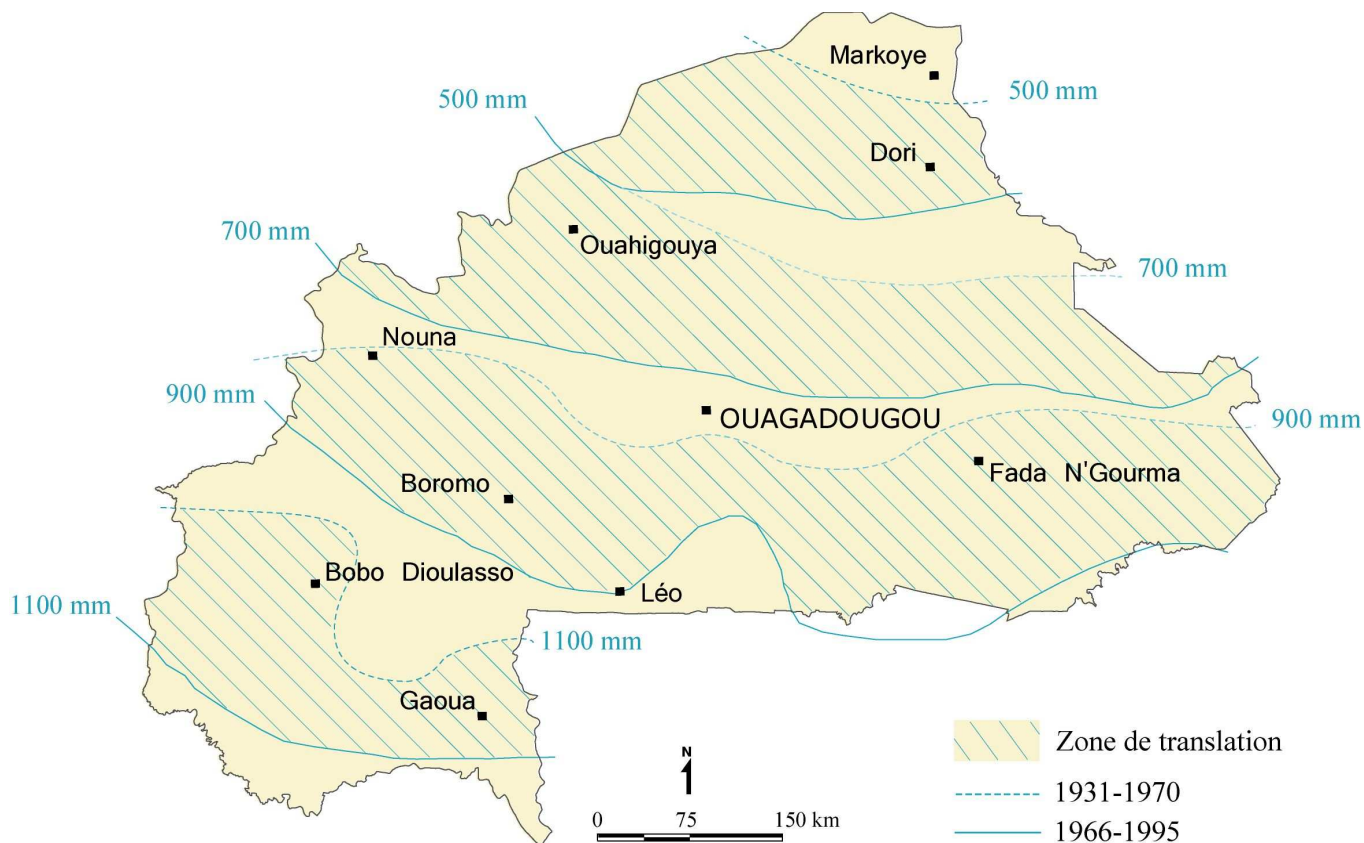 Markoye
500 mm
500 mm
Dori
Ouahigouya
700 mm
700 mm
Nouna
900 mm
OUAGADOUGOU
900 mm
Fada N'Gourma
Boromo
Bobo Dioulasso
Léo
1100 mm
1100 mm
Gaoua
Zone de translation
N
1931-1970
0 75 150 km
1966-1995